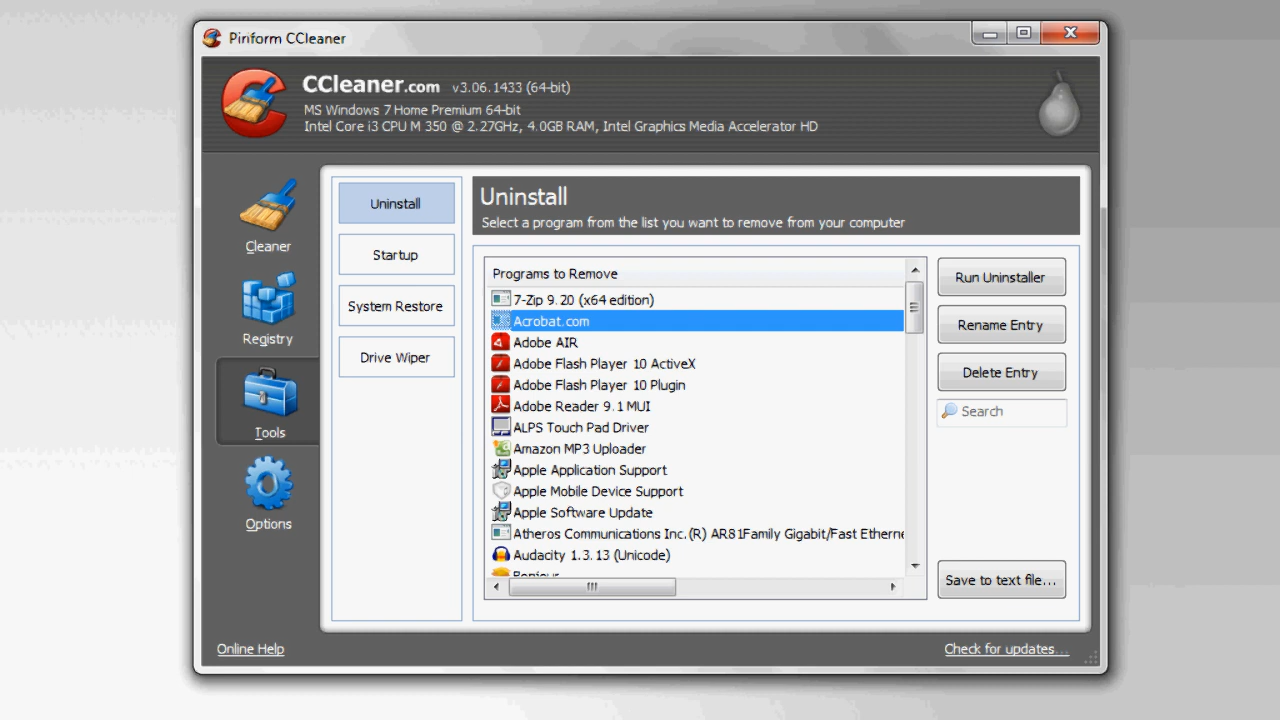 Piriform CCleaner
CCleaner.com v3.06.1433 (64-bit)
MS Windows 7 Home Premium 64-bit
Intel Core i3 CPU M 350 @ 2.27GHz, 4.0GB RAM, Intel Graphics Media Accelerator HD
Cleaner
Registry
Tools
Options
Uninstall
Startup
System Restore
Drive Wiper
Uninstall
Select a program from the list you want to remove from your computer
Programs to Remove
7-Zip 9.20 (x64 edition)
Acrobat.com
Adobe AIR
Adobe Flash Player 10 ActiveX
Adobe Flash Player 10 Plugin
Adobe Reader 9.1 MUI
ALPS Touch Pad Driver
Amazon MP3 Uploader
Apple Application Support
Apple Mobile Device Support
Apple Software Update
Atheros Communications Inc.(R) AR81Family Gigabit/Fast Etherne
Audacity 1.3.13 (Unicode)
Bonjour
Run Uninstaller
Rename Entry
Delete Entry
Search
Save to text file...
Online Help
Check for updates...